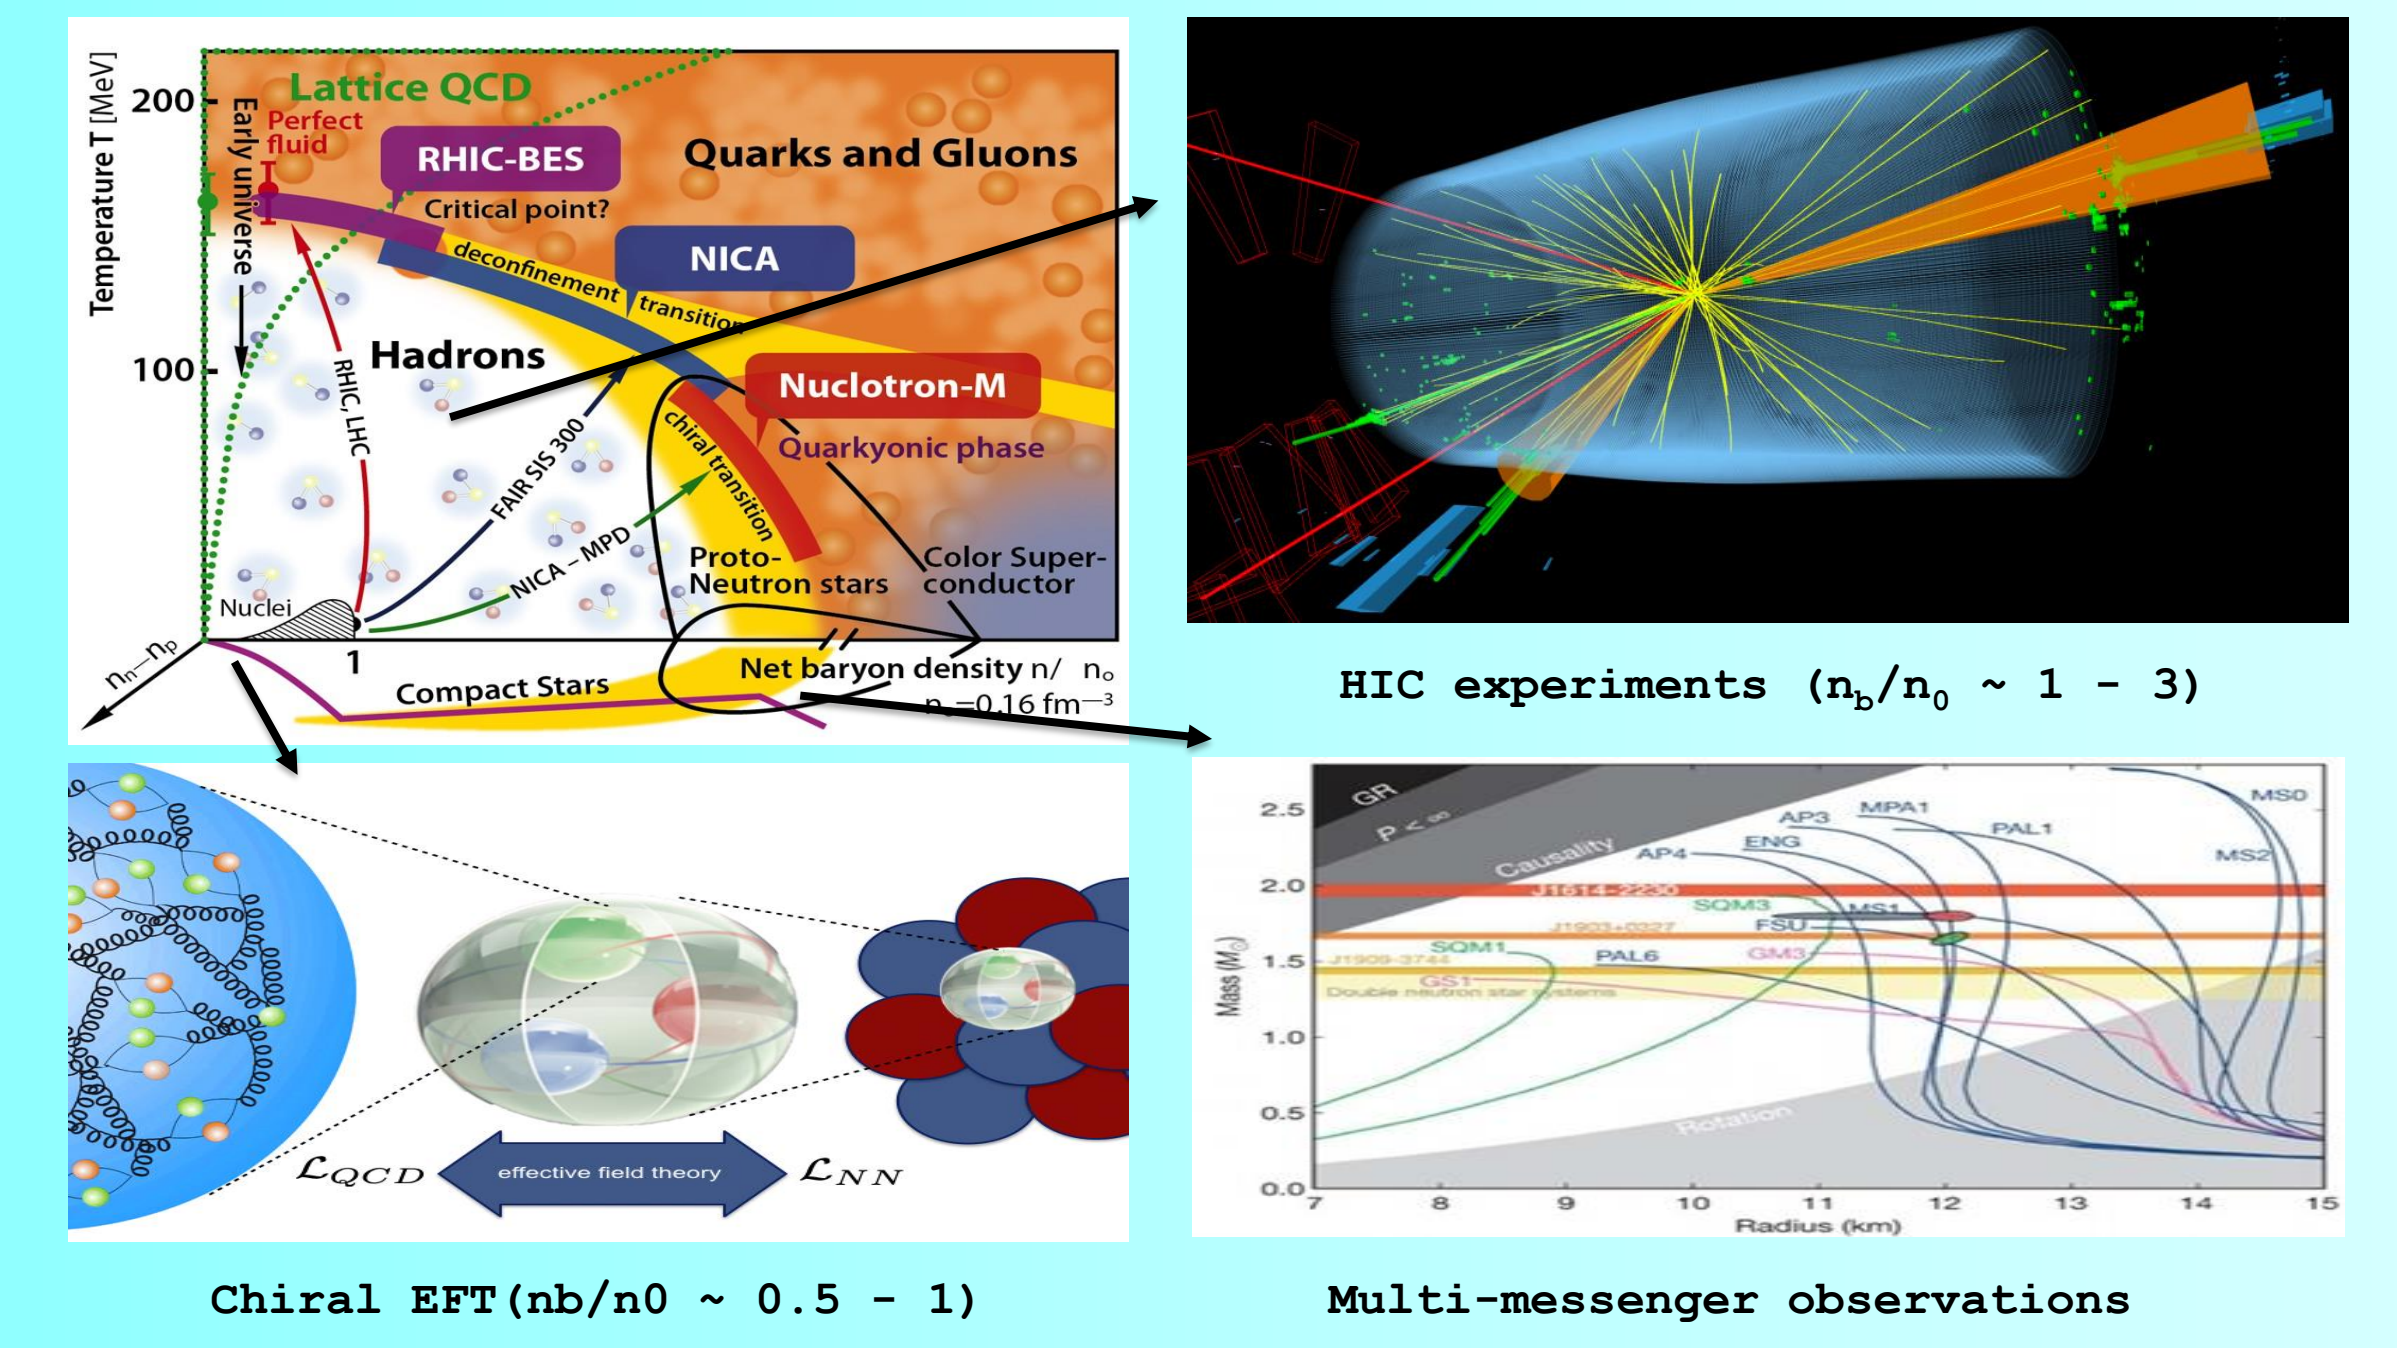 Temperature T [MeV]
200
100
Lattice QCD
Early universe
Perfect
fluid
RHIC-BES
Critical point?
Quarks and Gluons
NICA
deconfinement transition
Hadrons
Nuclotron-M
Quarkyonic phase
chiral transition
RHIC, LHC
FAIR SIS 300
NICA – MPD
Proto-
Neutron stars
Color Super-
conductor
Nuclei
1
nₙ—nₚ
Compact Stars
Net baryon density n/ n₀
=0.16 fm—3
HIC experiments (n_b/n_0 ~ 1 - 3)
ℒQCD
effective field theory
ℒNN
Chiral EFT(nb/n0 ~ 0.5 - 1)
Mass (M☉)
2.5
2.0
1.5
1.0
0.5
0.0
GR
P < ∞
Causality
AP3
MPA1
MS0
PAL1
ENG
AP4
MS2
J1614-2230
SQM3
MS1
J1903+0327
FSU
SQM1
PAL6
GM3
J1909-3744
GS1
Double neutron star systems
Rotation
7 8 9 10 11 12 13 14 15
Radius (km)
Multi-messenger observations